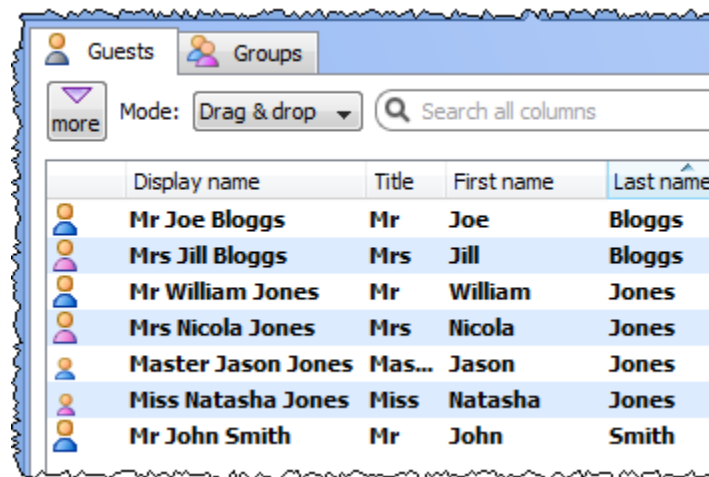 Guests Groups
more Mode: Drag & drop Search all columns
Display name Title First name Last name
Mr Joe Bloggs Mr Joe Bloggs
Mrs Jill Bloggs Mrs Jill Bloggs
Mr William Jones Mr William Jones
Mrs Nicola Jones Mrs Nicola Jones
Master Jason Jones Mas... Jason Jones
Miss Natasha Jones Miss Natasha Jones
Mr John Smith Mr John Smith